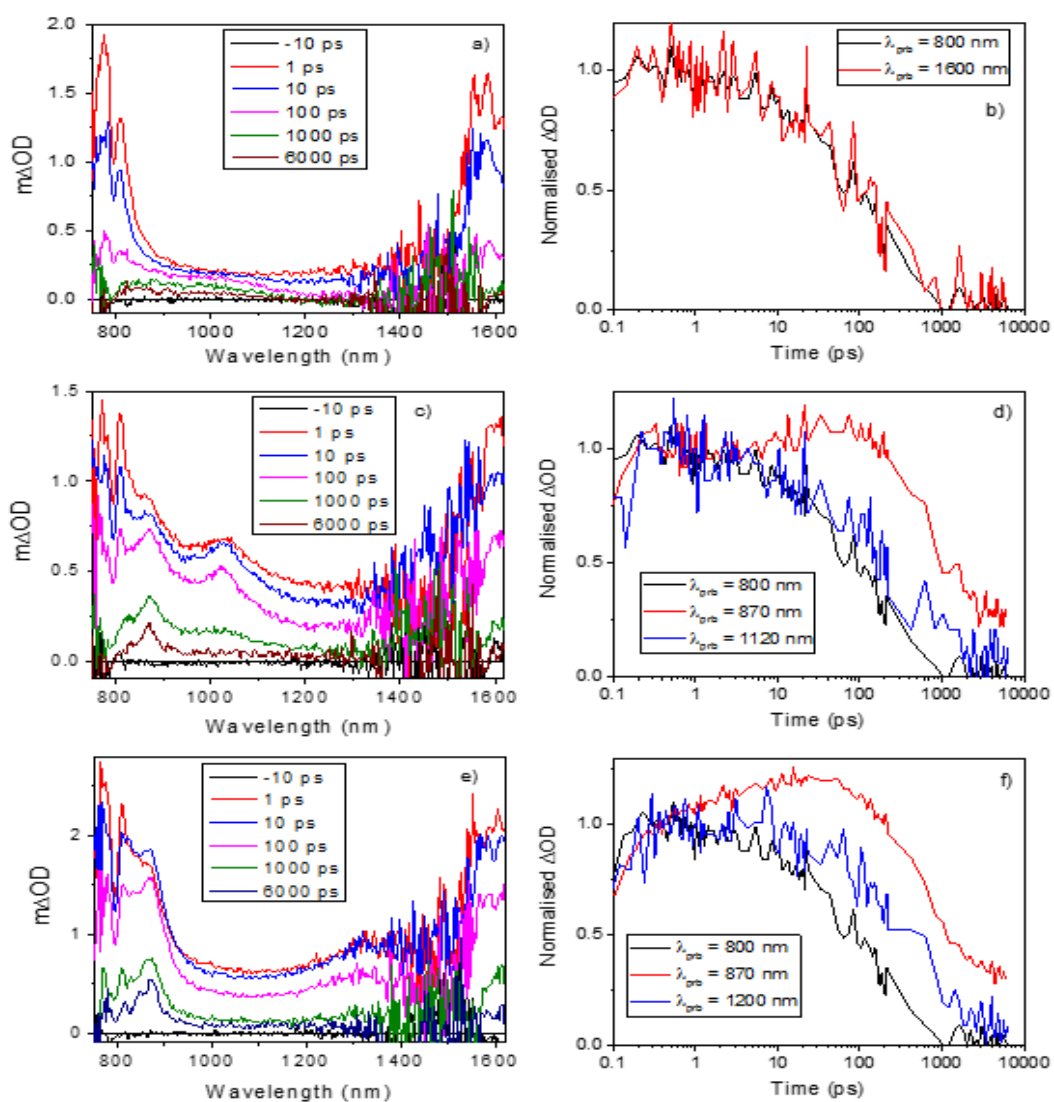 a)
2.0
1.5
1.0
0.5
0.0
m∆OD
-10 ps
1 ps
10 ps
100 ps
1000 ps
6000 ps
800 1000 1200 1400 1600
Wavelength (nm)
b)
1.0
0.5
0.0
Normalised ∆OD
λprb = 800 nm
λprb = 1600 nm
0.1 1 10 100 1000 10000
Time (ps)
c)
1.5
1.0
0.5
0.0
m∆OD
-10 ps
1 ps
10 ps
100 ps
1000 ps
6000 ps
800 1000 1200 1400 1600
Wavelength (nm)
d)
1.0
0.5
0.0
Normalised ∆OD
λprb = 800 nm
λprb = 870 nm
λprb = 1120 nm
0.1 1 10 100 1000 10000
Time (ps)
e)
2
1
0
m∆OD
-10 ps
1 ps
10 ps
100 ps
1000 ps
6000 ps
800 1000 1200 1400 1600
Wavelength (nm)
f)
1.0
0.5
0.0
Normalised ∆OD
λprb = 800 nm
λprb = 870 nm
λprb = 1200 nm
0.1 1 10 100 1000 10000
Time (ps)